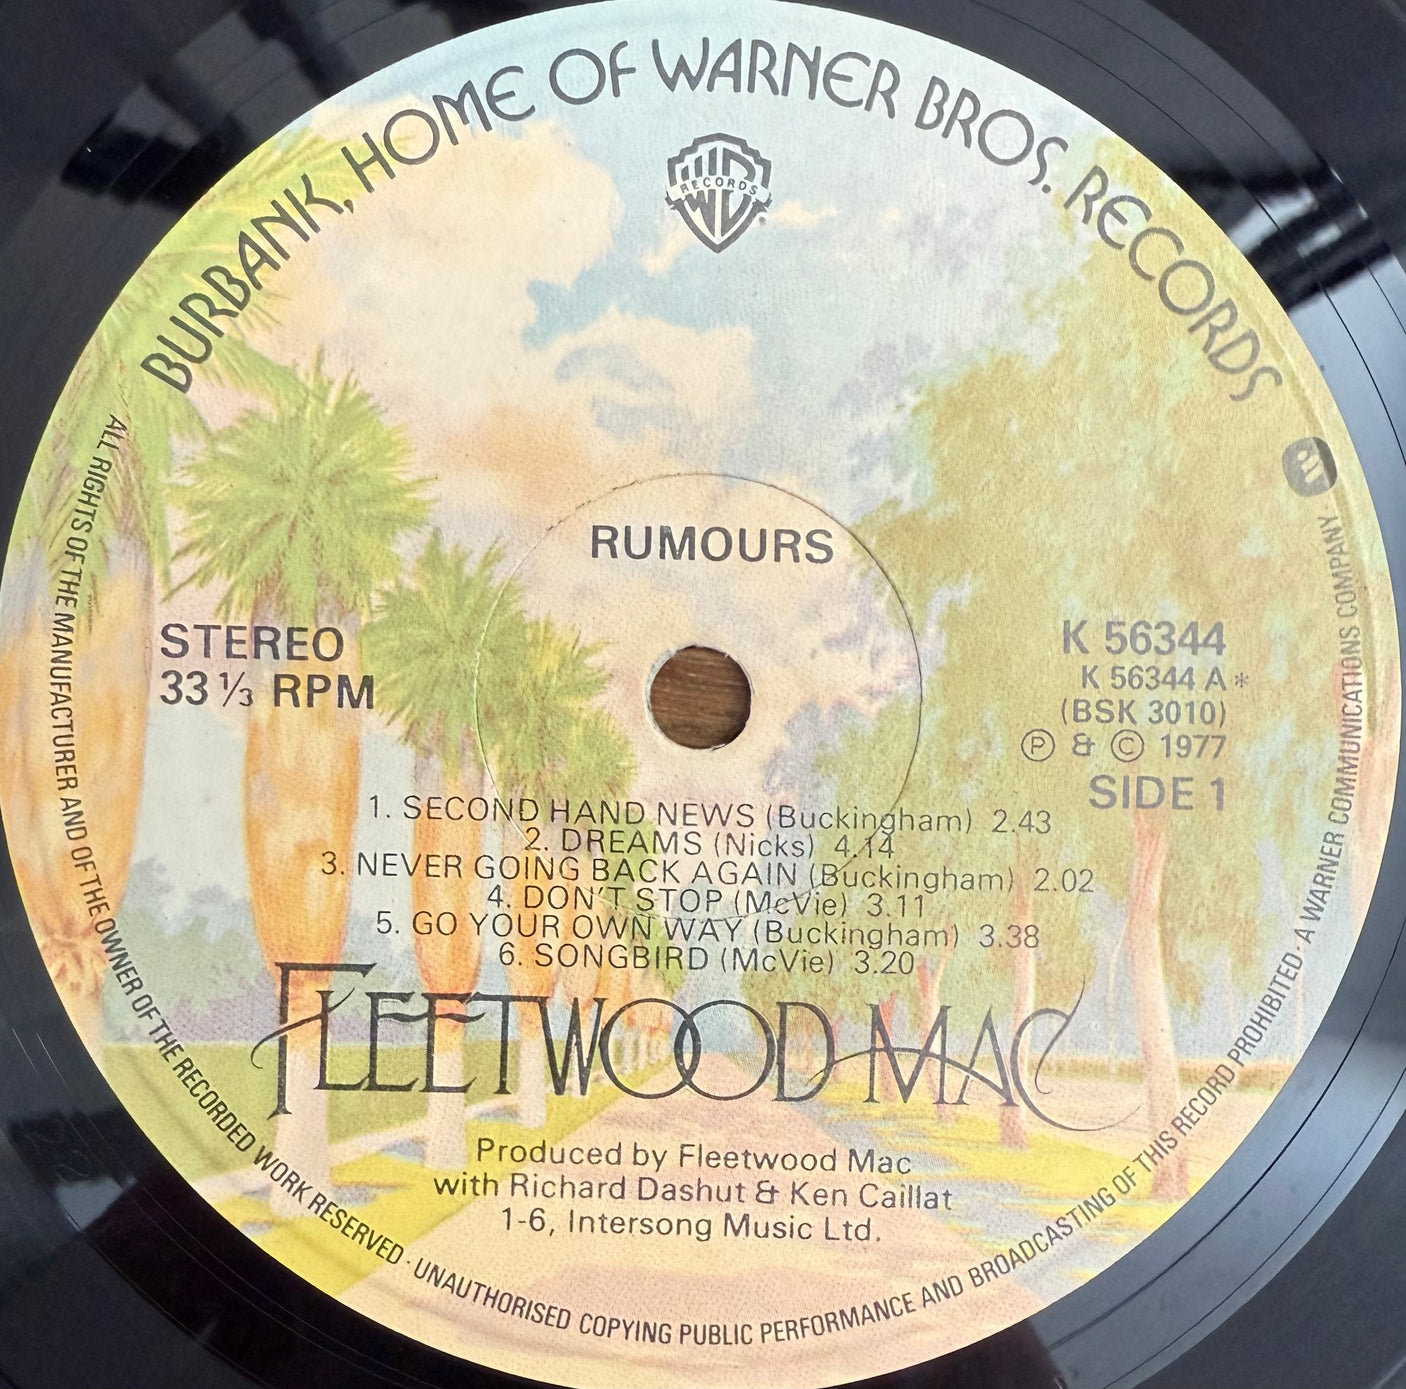 BURBANK, HOME OF WARNER BROS. RECORDS
RECORDS
RUMOURS
STEREO
33 ⅓ RPM
K 56344
K 56344 A*
(BSK 3010)
Ⓟ & © 1977
SIDE 1
1. SECOND HAND NEWS (Buckingham) 2.43
2. DREAMS (Nicks) 4.14
3. NEVER GOING BACK AGAIN (Buckingham) 2.02
4. DON'T STOP (McVie) 3.11
5. GO YOUR OWN WAY (Buckingham) 3.38
6. SONGBIRD (McVie) 3.20
FLEETWOOD MAC
Produced by Fleetwood Mac
with Richard Dashut & Ken Caillat
1-6, Intersong Music Ltd.
ALL RIGHTS OF THE MANUFACTURER AND OF THE OWNER OF THE RECORDED WORK RESERVED · UNAUTHORISED COPYING PUBLIC PERFORMANCE AND BROADCASTING OF THIS RECORD PROHIBITED · A WARNER COMMUNICATIONS COMPANY